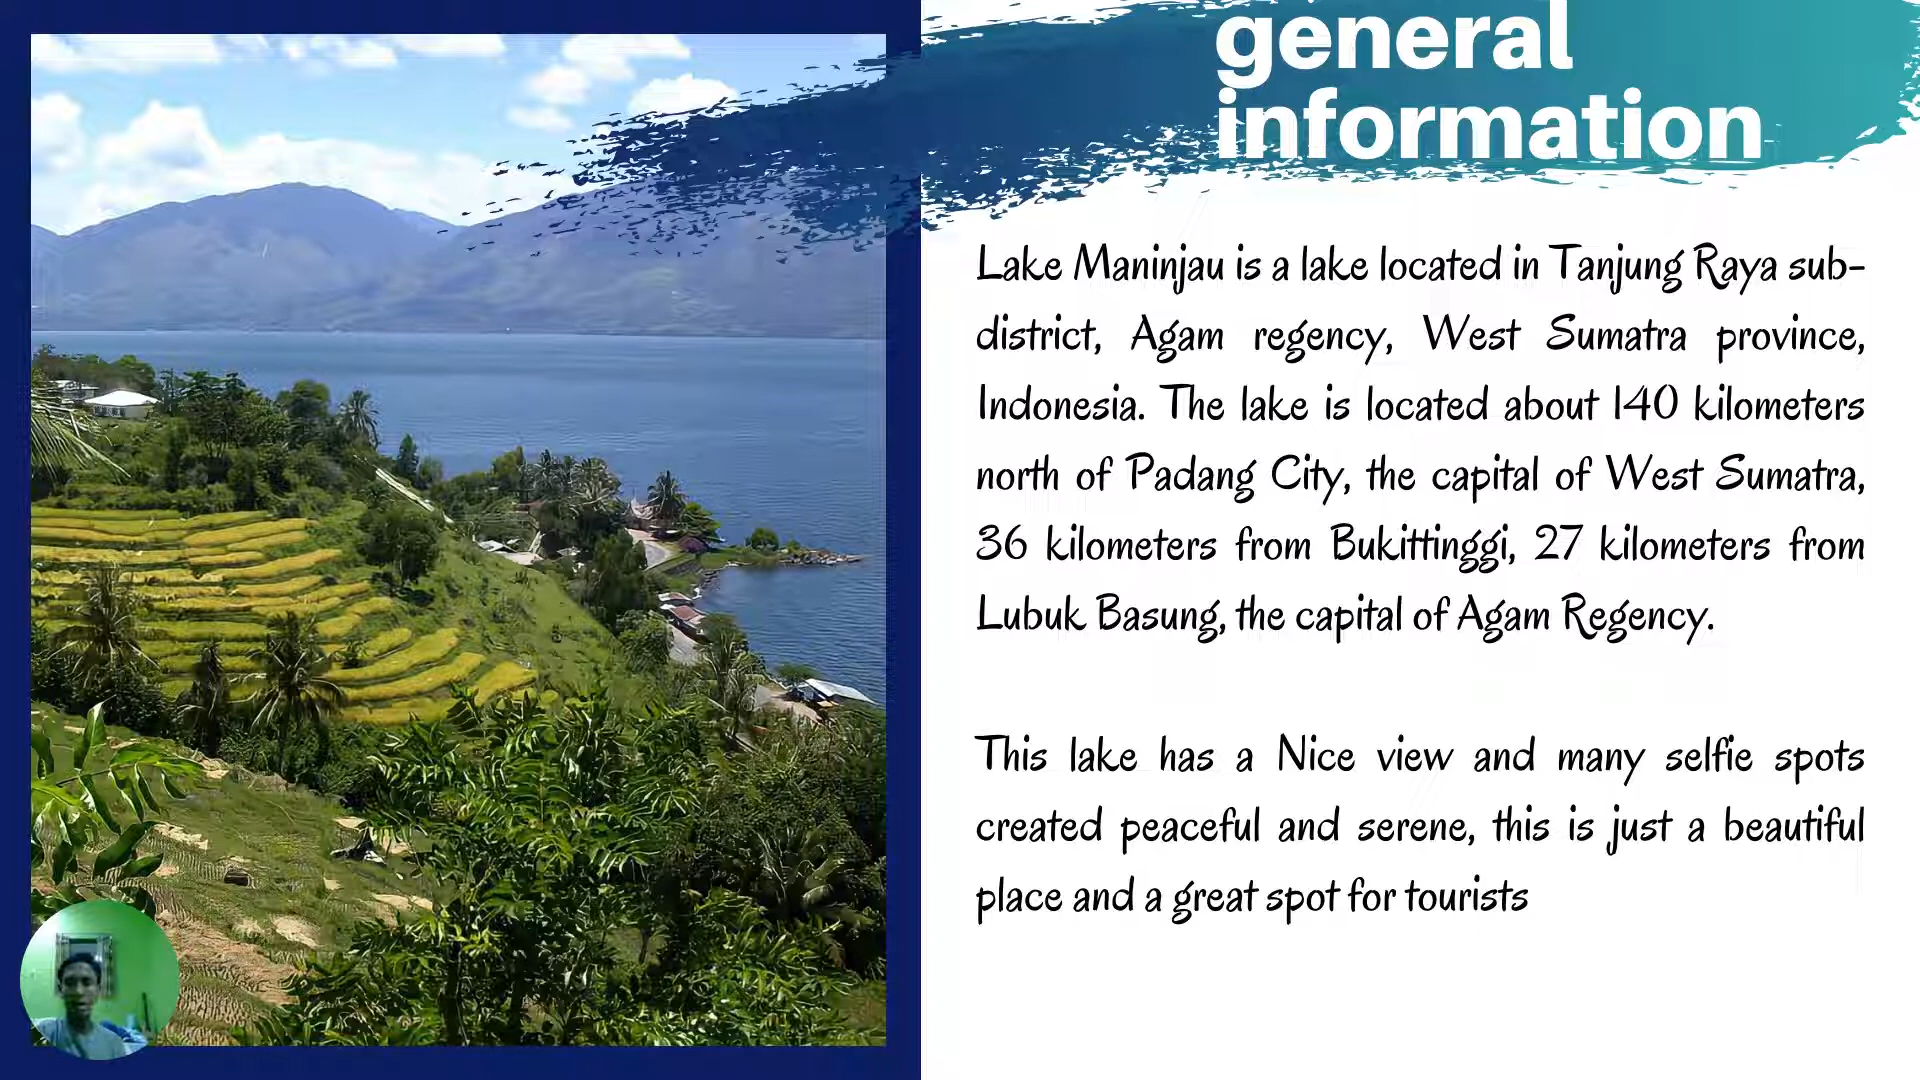 general
information
Lake Maninjau is a lake located in Tanjung Raya sub-
district, Agam regency, West Sumatra province,
Indonesia. The lake is located about 140 kilometers
north of Padang City, the capital of West Sumatra,
36 kilometers from Bukittinggi, 27 kilometers from
Lubuk Basung, the capital of Agam Regency.
This lake has a Nice view and many selfie spots
created peaceful and serene, this is just a beautiful
place and a great spot for tourists